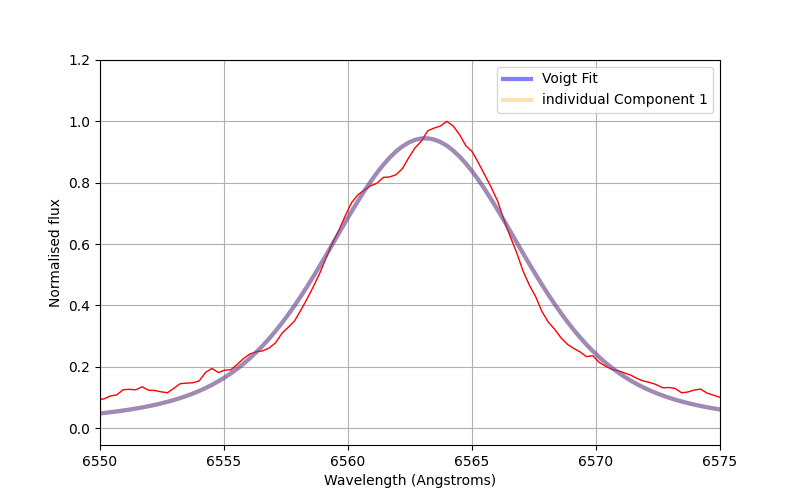 1.2
1.0
0.8
0.6
0.4
0.2
0.0
Normalised flux
Voigt Fit
individual Component 1
6550 6555 6560 6565 6570 6575
Wavelength (Angstroms)